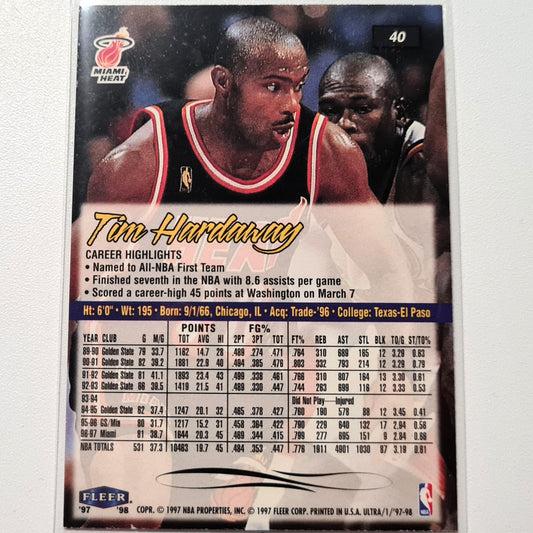 40
MIAMI
HEAT
Tim Hardaway
CAREER HIGHLIGHTS
• Named to All-NBA First Team
• Finished seventh in the NBA with 8.6 assists per game
• Scored a career-high 45 points at Washington on March 7
Ht: 6'0" • Wt: 195 • Born: 9/1/66, Chicago, IL • Acq: Trade-'96 • College: Texas-El Paso
POINTS FG%
YEAR CLUB G M/G TOT AVG HI 2PT 3PT TOT FT% REB AST STL BLK TO/G ST/TO%
89-90 Golden State 79 33.7 1162 14.7 28 .489 .274 .471 .764 310 689 165 12 3.29 0.63
90-91 Golden State 82 39.2 1881 22.9 40 .494 .385 .476 .803 332 793 214 12 3.29
91-92 Golden State 81 41.1 1893 23.4 43 .499 .338 .461 .766 310 807 164 13 3.30 0.61
92-93 Golden State 66 39.5 1419 21.5 41 .489 .330 .447 .744 263 699 116 12 3.33 0.53
93-94 Did Not Play—Injured
94-95 Golden State 62 37.4 1247 20.1 32 .465 .378 .427 .760 190 578 88 12 3.45 0.41
95-96 GS/Mia 80 31.7 1217 15.2 31 .458 .364 .422 .790 229 640 132 17 2.94 0.56
96-97 Miami 81 38.7 1644 20.3 45 .469 .344 .415 .799 277 695 151 9 2.84
NBA TOTALS 531 37.3 10463 19.7 45 .484 .353 .447 .776 1911 4901 1030 87 3.19 0.61
FLEER
'97 '98
COPR. © 1997 NBA PROPERTIES, INC. © 1997 FLEER CORP. PRINTED IN U.S.A. ULTRA/1/'97-98
NBA